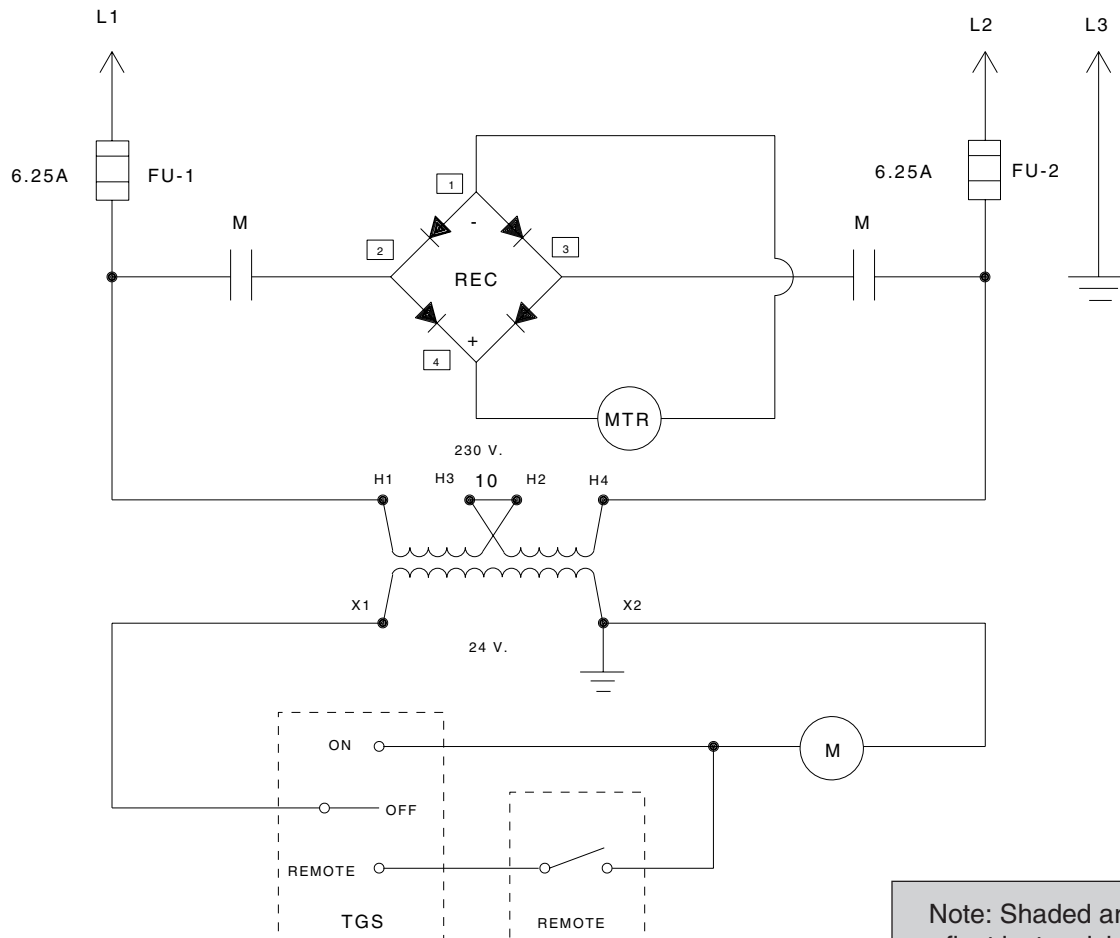 L1
L2
L3
6.25A
FU-1
6.25A
FU-2
M
M
1
2
3
4
-
REC
+
MTR
230 V.
H1
H3
10
H2
H4
X1
X2
24 V.
ON
OFF
REMOTE
TGS
REMOTE
M
Note: Shaded